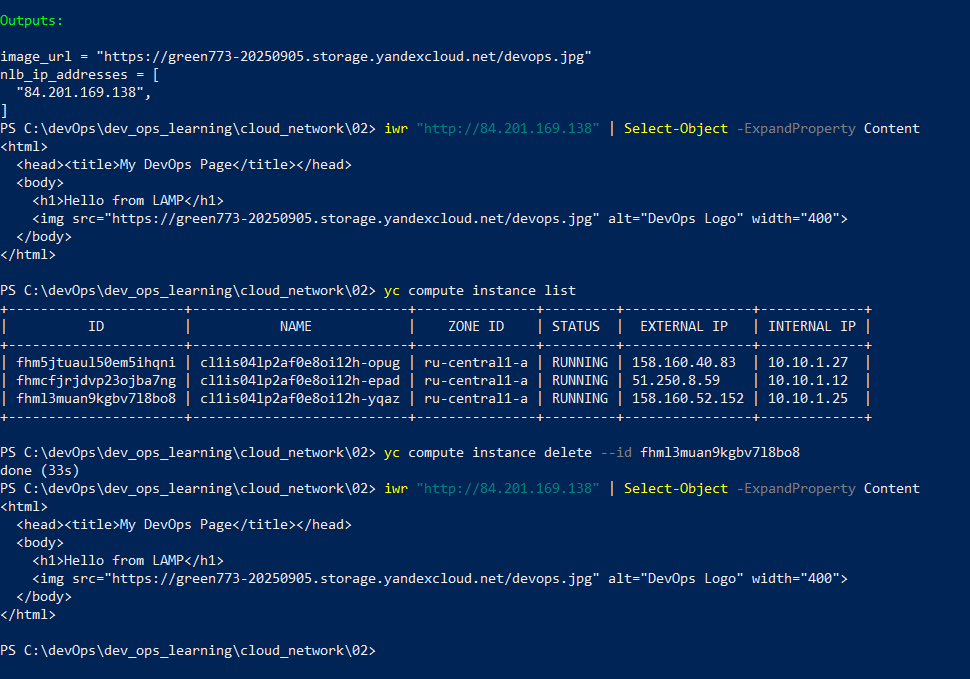 Outputs:

image_url = "https://green773-20250905.storage.yandexcloud.net/devops.jpg"
nlb_ip_addresses = [
  "84.201.169.138",
]
PS C:\devOps\dev_ops_learning\cloud_network\02> iwr "http://84.201.169.138" | Select-Object -ExpandProperty Content
<html>
  <head><title>My DevOps Page</title></head>
  <body>
    <h1>Hello from LAMP</h1>
    <img src="https://green773-20250905.storage.yandexcloud.net/devops.jpg" alt="DevOps Logo" width="400">
  </body>
</html>

PS C:\devOps\dev_ops_learning\cloud_network\02> yc compute instance list
+----------------------+---------------------------+---------------+---------+----------------+-------------+
|          ID          |           NAME            |    ZONE ID    | STATUS  |  EXTERNAL IP   | INTERNAL IP |
+----------------------+---------------------------+---------------+---------+----------------+-------------+
| fhm5jtuaul50em5ihqni | cl1is04lp2af0e8oi12h-opug | ru-central1-a | RUNNING | 158.160.40.83  | 10.10.1.27  |
| fhmcfjrjdvp23ojba7ng | cl1is04lp2af0e8oi12h-epad | ru-central1-a | RUNNING | 51.250.8.59    | 10.10.1.12  |
| fhml3muan9kgbv7l8bo8 | cl1is04lp2af0e8oi12h-yqaz | ru-central1-a | RUNNING | 158.160.52.152 | 10.10.1.25  |
+----------------------+---------------------------+---------------+---------+----------------+-------------+

PS C:\devOps\dev_ops_learning\cloud_network\02> yc compute instance delete --id fhml3muan9kgbv7l8bo8
done (33s)
PS C:\devOps\dev_ops_learning\cloud_network\02> iwr "http://84.201.169.138" | Select-Object -ExpandProperty Content
<html>
  <head><title>My DevOps Page</title></head>
  <body>
    <h1>Hello from LAMP</h1>
    <img src="https://green773-20250905.storage.yandexcloud.net/devops.jpg" alt="DevOps Logo" width="400">
  </body>
</html>

PS C:\devOps\dev_ops_learning\cloud_network\02>